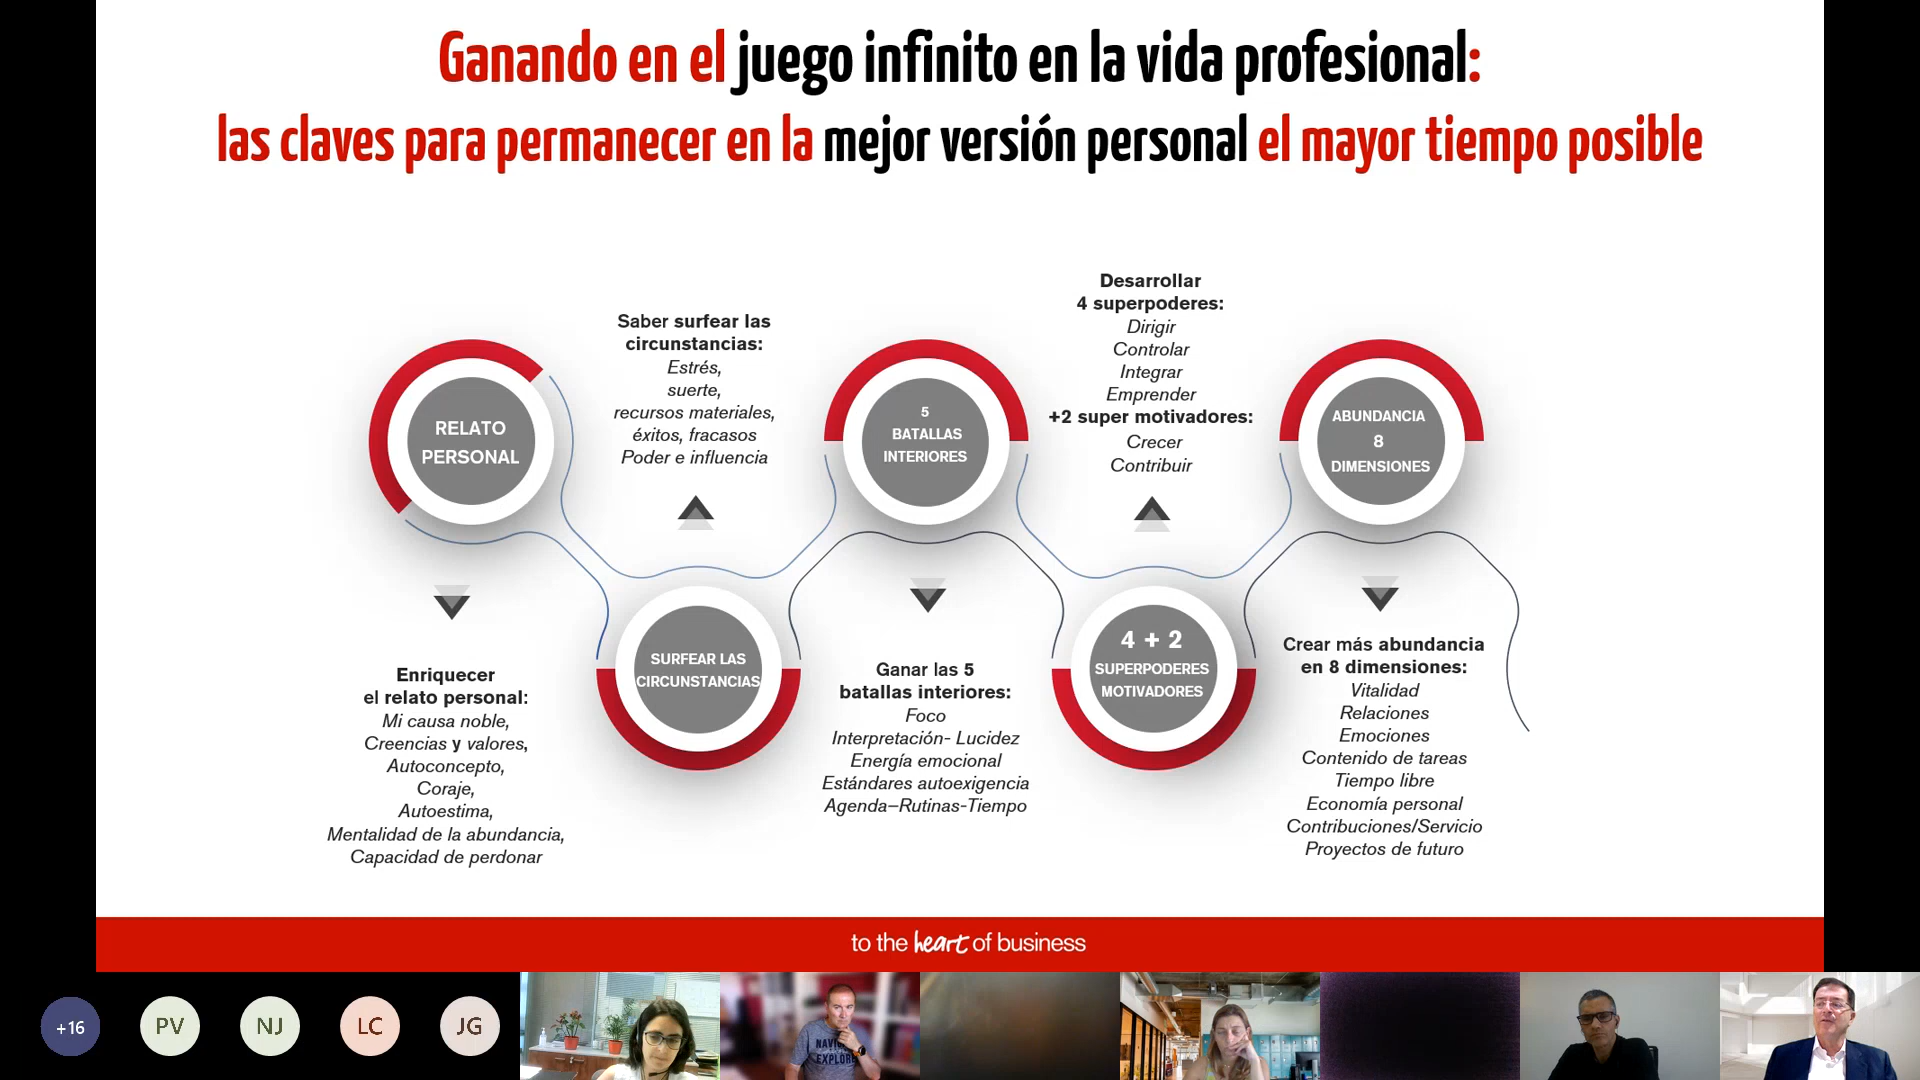 Ganando en el juego infinito en la vida profesional:
las claves para permanecer en la mejor versión personal el mayor tiempo posible
RELATO
PERSONAL
Enriquecer
el relato personal:
Mi causa noble,
Creencias y valores,
Autoconcepto,
Coraje,
Autoestima,
Mentalidad de la abundancia,
Capacidad de perdonar
Saber surfear las
circunstancias:
Estrés,
suerte,
recursos materiales,
éxitos, fracasos
Poder e influencia
SURFEAR LAS
CIRCUNSTANCIAS
5
BATALLAS
INTERIORES
Ganar las 5
batallas interiores:
Foco
Interpretación- Lucidez
Energía emocional
Estándares autoexigencia
Agenda–Rutinas-Tiempo
Desarrollar
4 superpoderes:
Dirigir
Controlar
Integrar
Emprender
+2 super motivadores:
Crecer
Contribuir
4 + 2
SUPERPODERES
MOTIVADORES
ABUNDANCIA
8
DIMENSIONES
Crear más abundancia
en 8 dimensiones:
Vitalidad
Relaciones
Emociones
Contenido de tareas
Tiempo libre
Economía personal
Contribuciones/Servicio
Proyectos de futuro
to the heart of business
+16
PV
NJ
LC
JG
EXPLORE